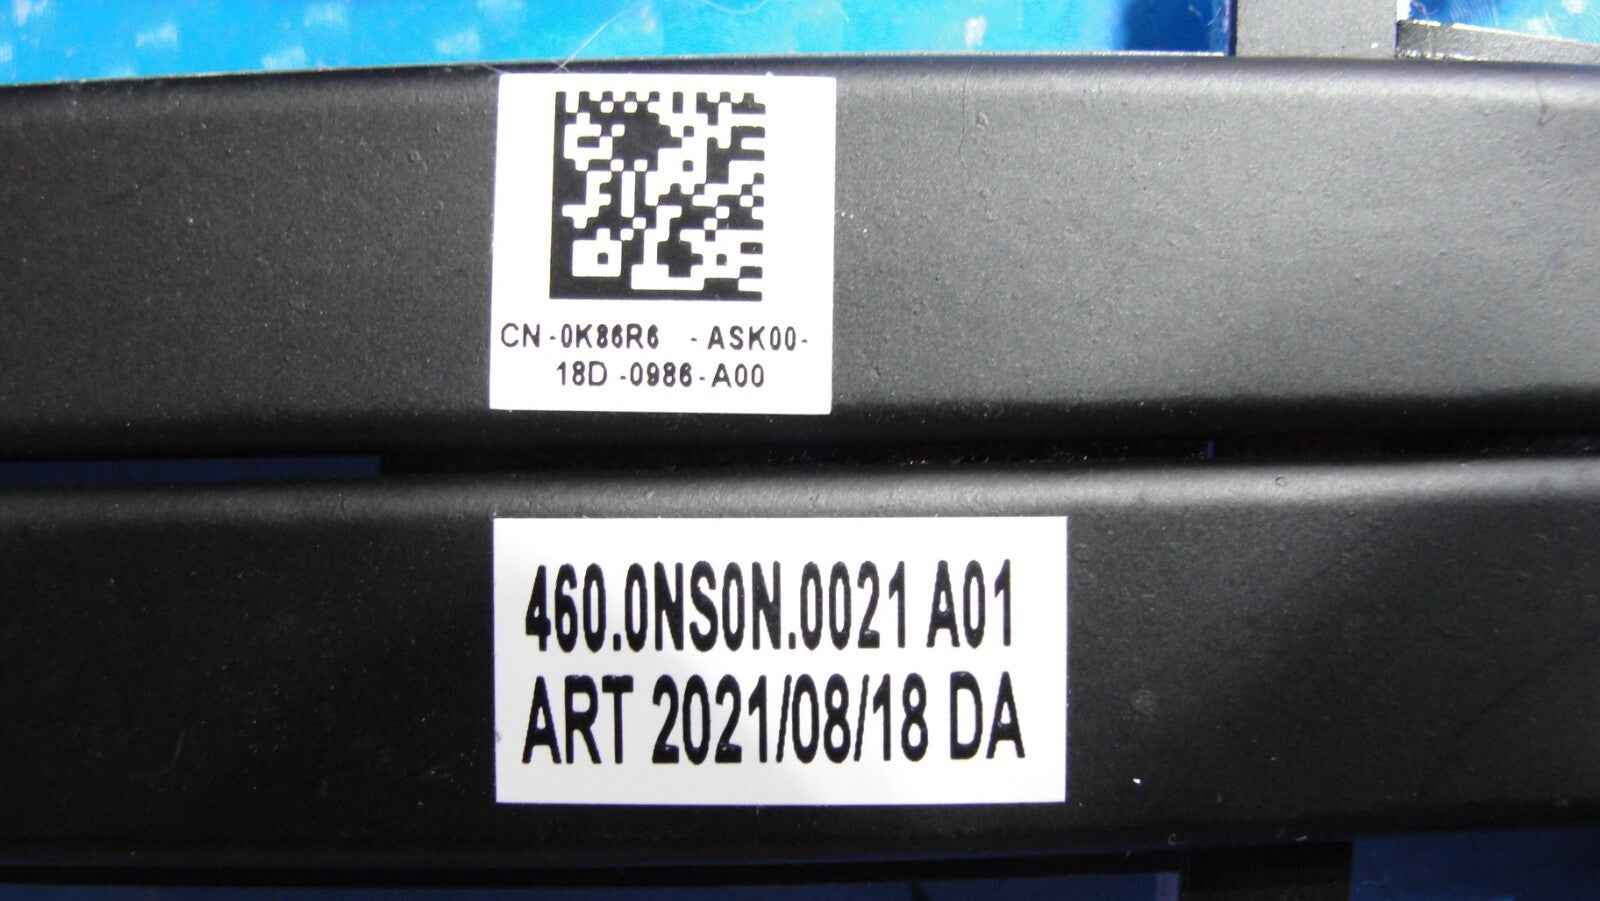 CN-0K86R6 -ASK00-
18D-0986-A00
460.0NS0N.0021 A01
ART 2021/08/18 DA